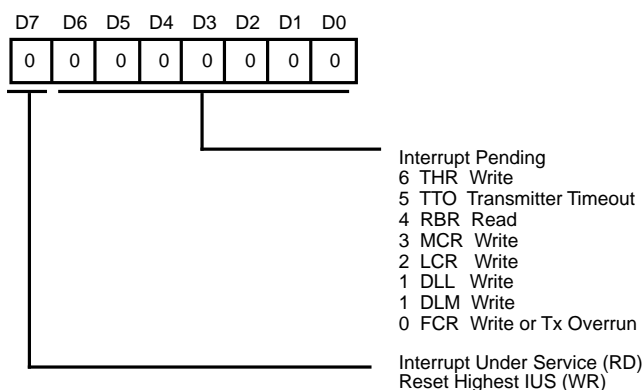 D7 D6 D5 D4 D3 D2 D1 D0
0 0 0 0 0 0 0 0
Interrupt Pending
6 THR Write
5 TTO Transmitter Timeout
4 RBR Read
3 MCR Write
2 LCR Write
1 DLL Write
1 DLM Write
0 FCR Write or Tx Overrun
Interrupt Under Service (RD)
Reset Highest IUS (WR)